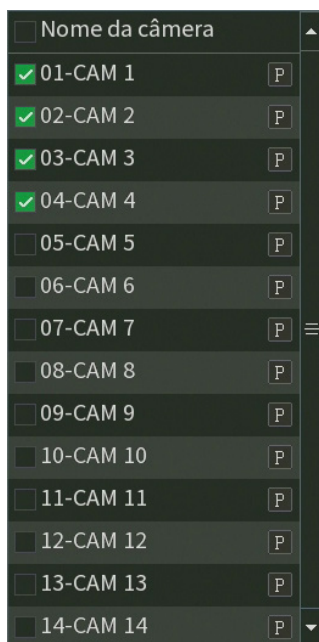 Nome da câmera
01-CAM 1 P
02-CAM 2 P
03-CAM 3 P
04-CAM 4 P
05-CAM 5 P
06-CAM 6 P
07-CAM 7 P
08-CAM 8 P
09-CAM 9 P
10-CAM 10 P
11-CAM 11 P
12-CAM 12 P
13-CAM 13 P
14-CAM 14 P